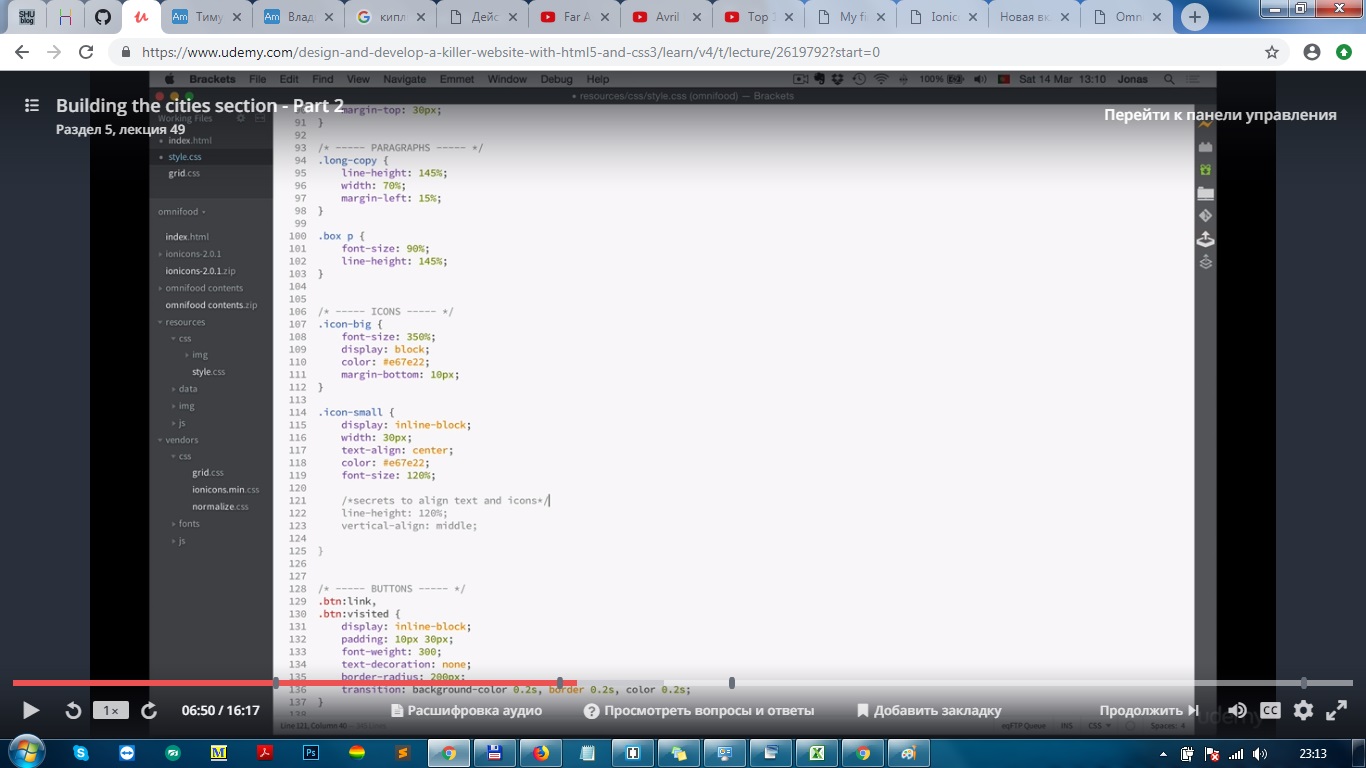 SHU blog
Тиму
Влад
кипл
Дейс
Far A
Avril
Top 1
My fi
Ionic
Новая вк
Omni
https://www.udemy.com/design-and-develop-a-killer-website-with-html5-and-css3/learn/v4/t/lecture/2619792?start=0
Brackets File Edit Find View Navigate Emmet Window Debug Help 100% Sat 14 Mar 13:10 Jonas
• resources/css/style.css (omnifood) — Brackets
Building the cities section - Part 2
Раздел 5, лекция 49
Перейти к панели управления
Working Files
index.html
style.css
grid.css
omnifood
index.html
ionicons-2.0.1
ionicons-2.0.1.zip
omnifood contents
omnifood contents.zip
resources
css
img
style.css
data
img
js
vendors
css
grid.css
ionicons.min.css
normalize.css
fonts
js
margin-top: 30px;
91 }
92
93 /* ----- PARAGRAPHS ----- */
94 .long-copy {
95 line-height: 145%;
96 width: 70%;
97 margin-left: 15%;
98 }
99
100 .box p {
101 font-size: 90%;
102 line-height: 145%;
103 }
104
105
106 /* ----- ICONS ----- */
107 .icon-big {
108 font-size: 350%;
109 display: block;
110 color: #e67e22;
111 margin-bottom: 10px;
112 }
113
114 .icon-small {
115 display: inline-block;
116 width: 30px;
117 text-align: center;
118 color: #e67e22;
119 font-size: 120%;
120
121 /*secrets to align text and icons*/
122 line-height: 120%;
123 vertical-align: middle;
124
125 }
126
127
128 /* ----- BUTTONS ----- */
129 .btn:link,
130 .btn:visited {
131 display: inline-block;
132 padding: 10px 30px;
133 font-weight: 300;
134 text-decoration: none;
135 border-radius: 200px;
136 transition: background-color 0.2s, border 0.2s, color 0.2s;
137 }
138
1× 06:50 / 16:17 Расшифровка аудио Просмотреть вопросы и ответы Добавить закладку Продолжить CC
udemy
Line 121, Column 40
eqFTP Queue INS CSS Spaces: 4
23:13